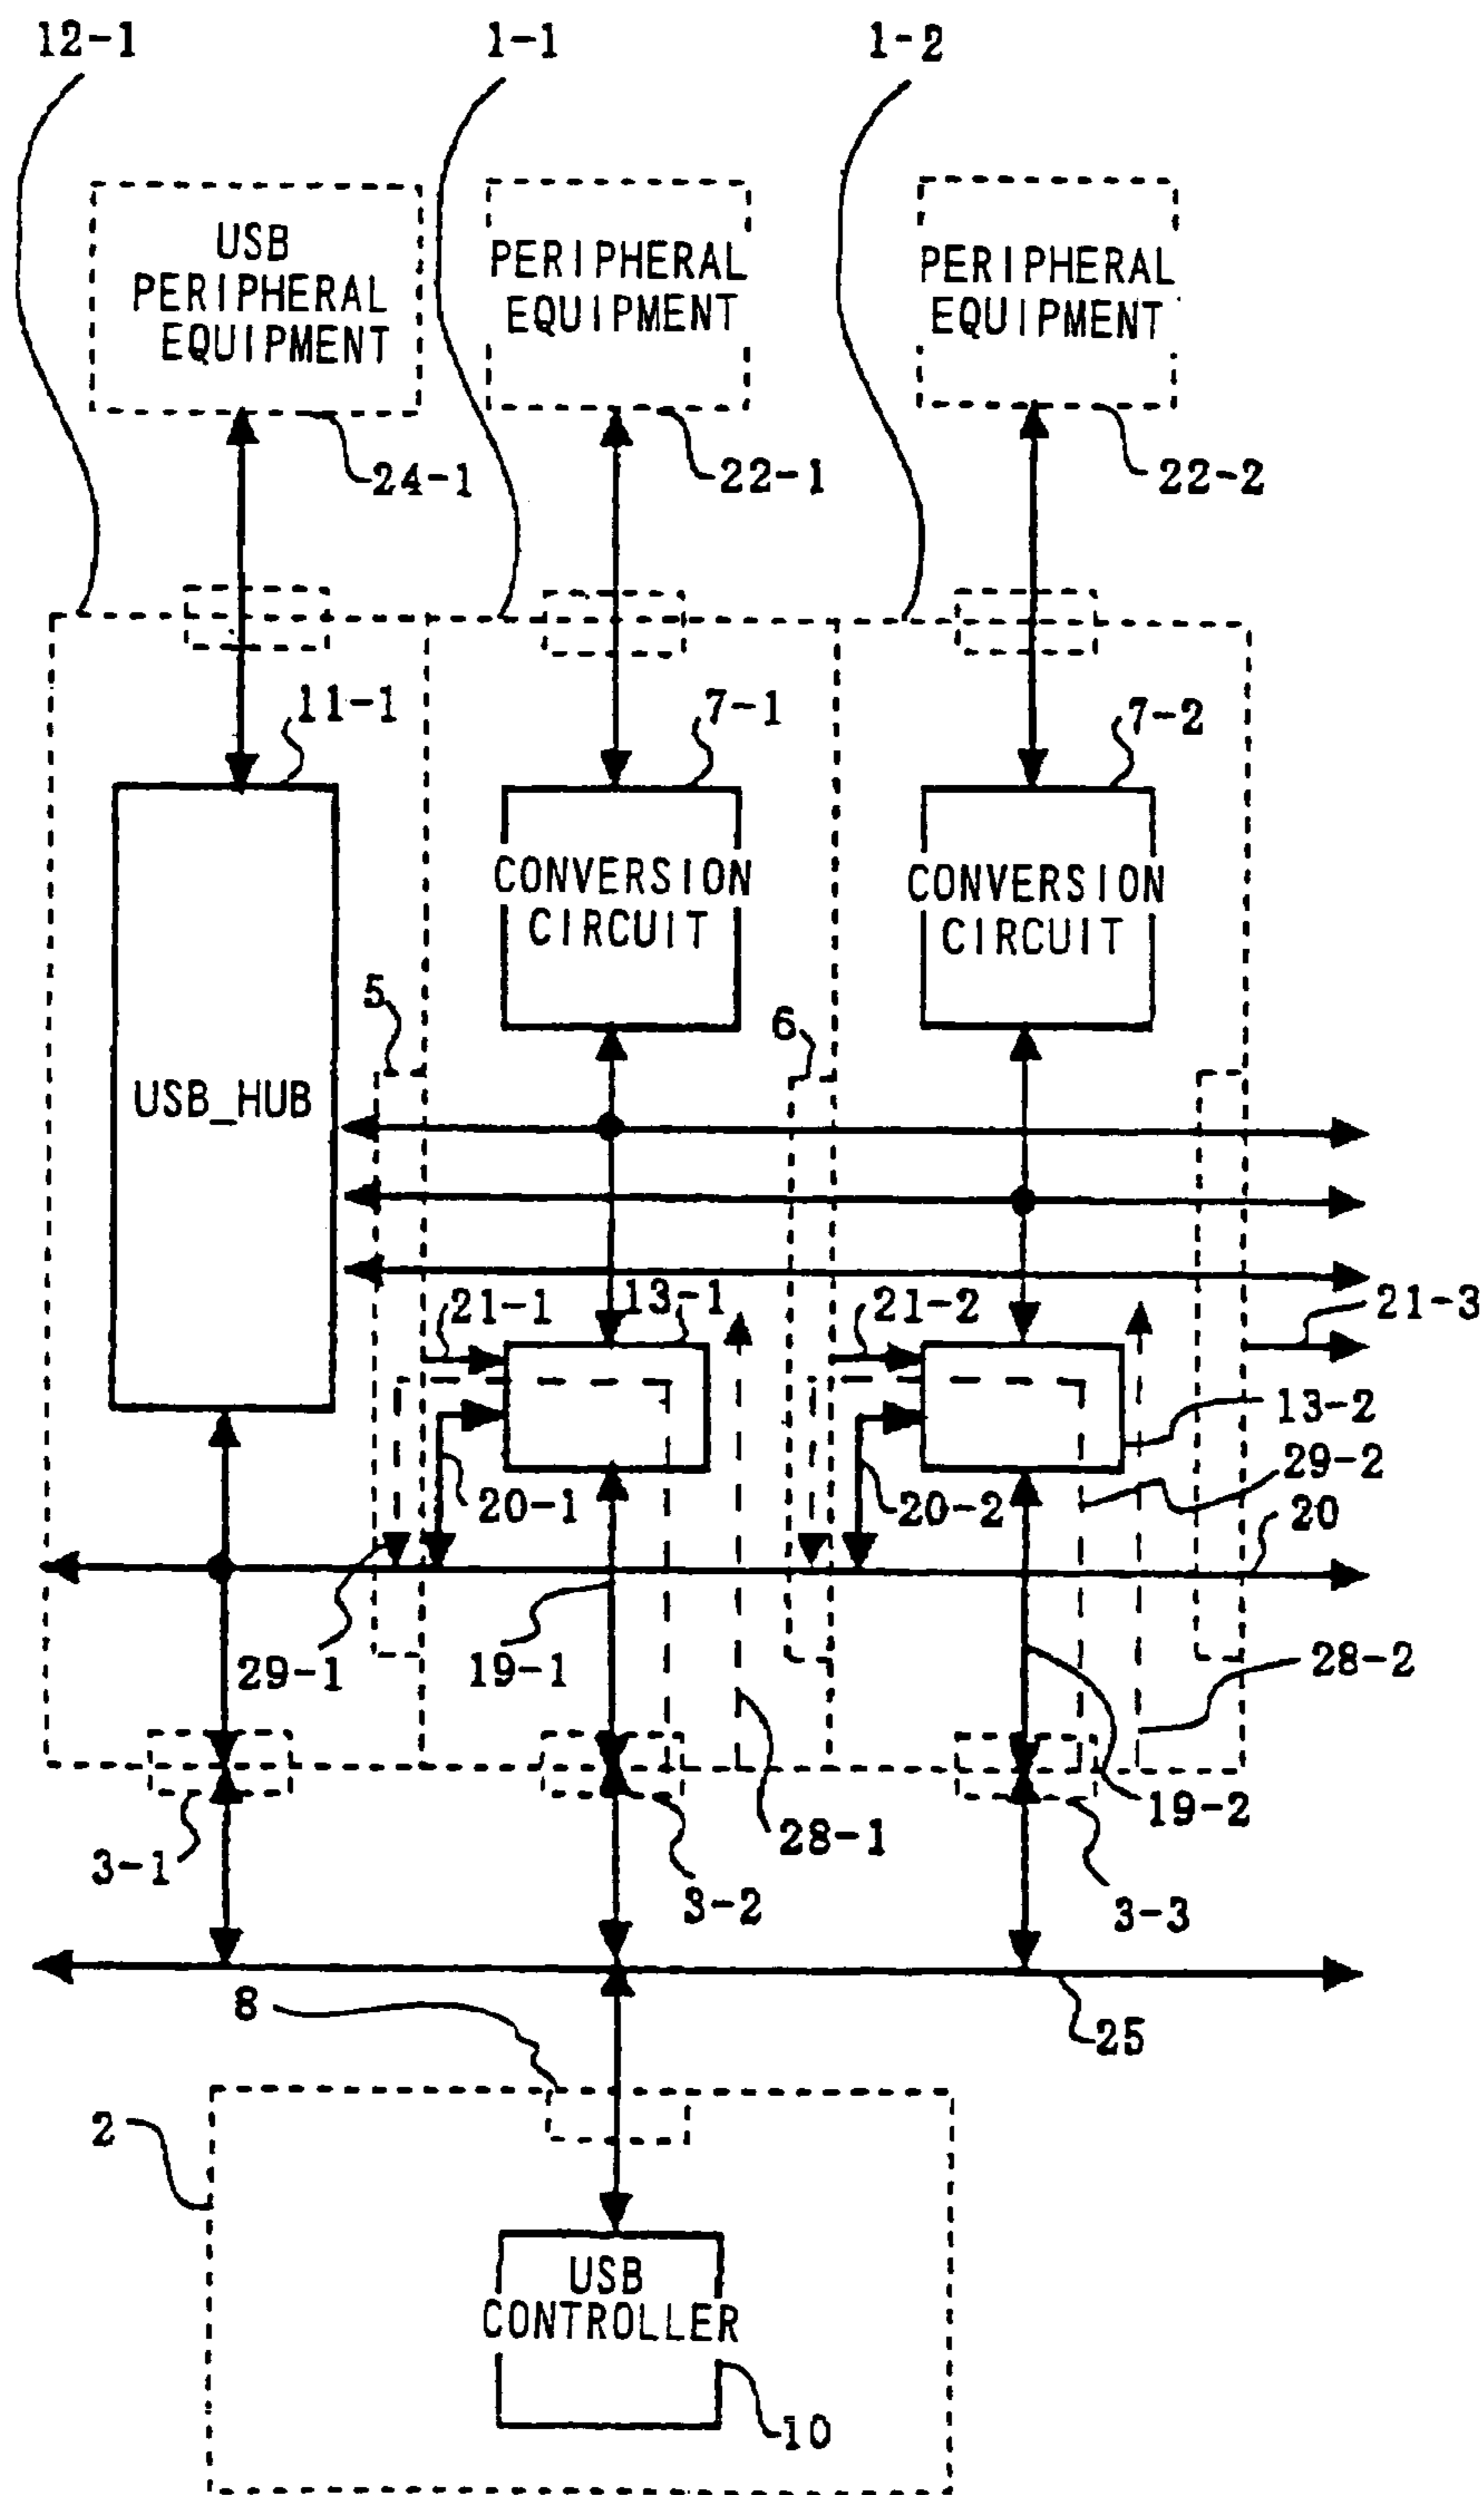 12-1
1-1
1-2
USB
PERIPHERAL
EQUIPMENT
PERIPHERAL
EQUIPMENT
PERIPHERAL
EQUIPMENT
24-1
22-1
22-2
11-1
7-1
7-2
CONVERSION
CIRCUIT
CONVERSION
CIRCUIT
5
6
USB_HUB
21-1
13-1
21-2
21-3
13-2
29-2
20-1
20-2
20
29-1
19-1
28-2
19-2
28-1
3-1
3-2
3-3
8
25
2
USB
CONTROLLER
10